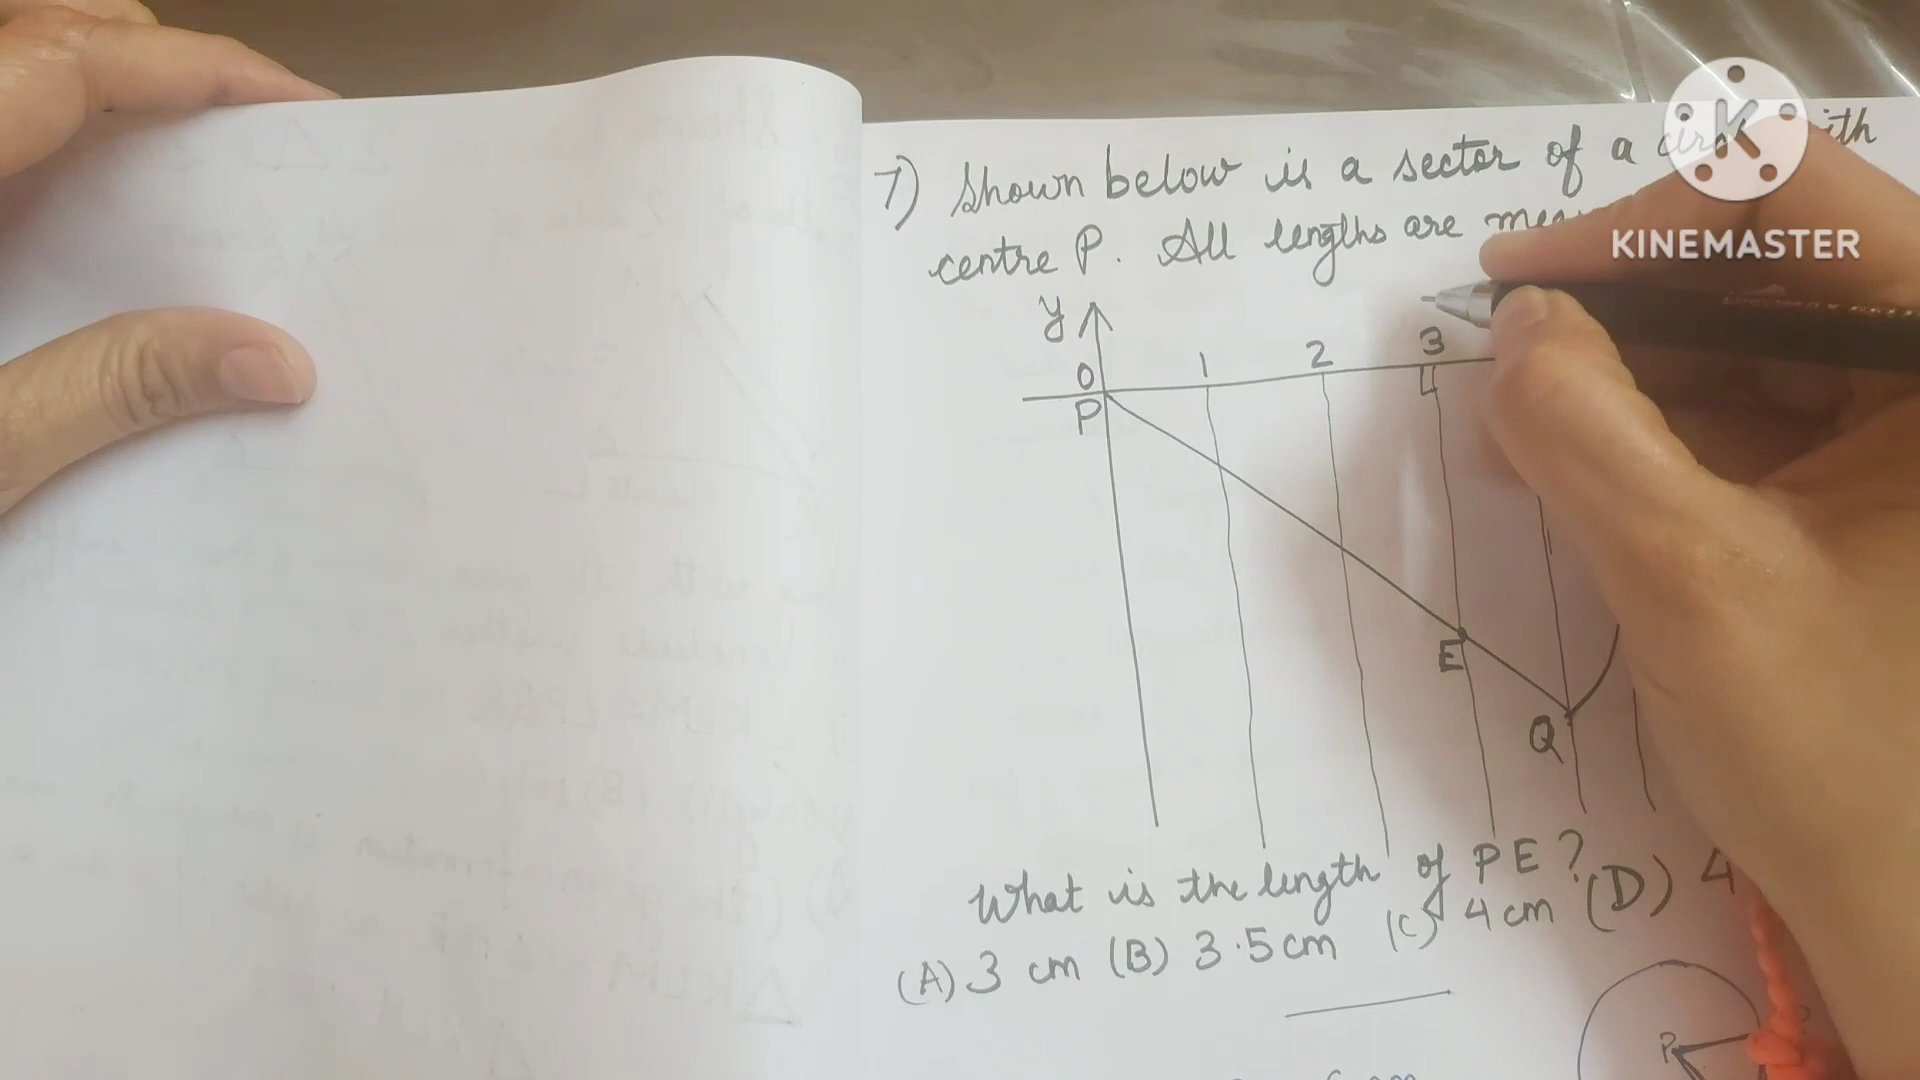 7) Shown below is a sector of a
centre P. All lengths are
y
0 1 2 3
P
E
Q
What is the length of PE?
(A) 3 cm (B) 3.5 cm (C) 4 cm (D) 4
P
KINEMASTER